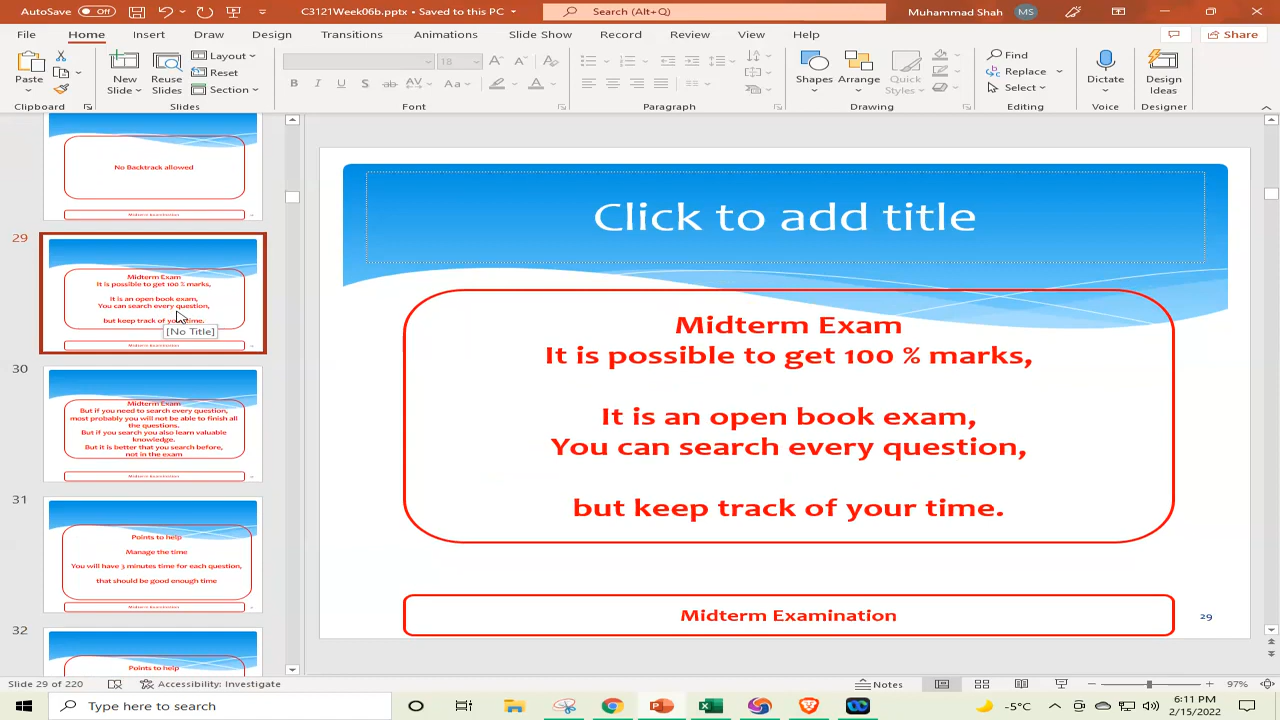 AutoSave Off C3121Week06b.pptx • Saved to this PC Search (Alt+Q) Muhammad Shah MS
File Home Insert Draw Design Transitions Animations Slide Show Record Review View Help Share
Paste New Slide Reuse Slides Layout Reset Section 18 Shapes Arrange Quick Styles Find Replace Select Dictate Design Ideas
Clipboard Slides Font Paragraph Drawing Editing Voice Designer
No Backtrack allowed
Midterm Examination
29
Midterm Exam
It is possible to get 100 % marks,
It is an open book exam,
You can search every question,
but keep track of your time.
[No Title]
Midterm Examination
30
Midterm Exam
But if you need to search every question,
most probably you will not be able to finish all
the questions.
But if you search you also learn valuable
knowledge.
But it is better that you search before,
not in the exam
Midterm Examination
31
Points to help
Manage the time
You will have 3 minutes time for each question,
that should be good enough time
Midterm Examination
32
Points to help
Click to add title
Midterm Exam
It is possible to get 100 % marks,
It is an open book exam,
You can search every question,
but keep track of your time.
Midterm Examination
29
Slide 29 of 220 Accessibility: Investigate Notes 97%
Type here to search -5°C 6:11 PM
2/15/2022